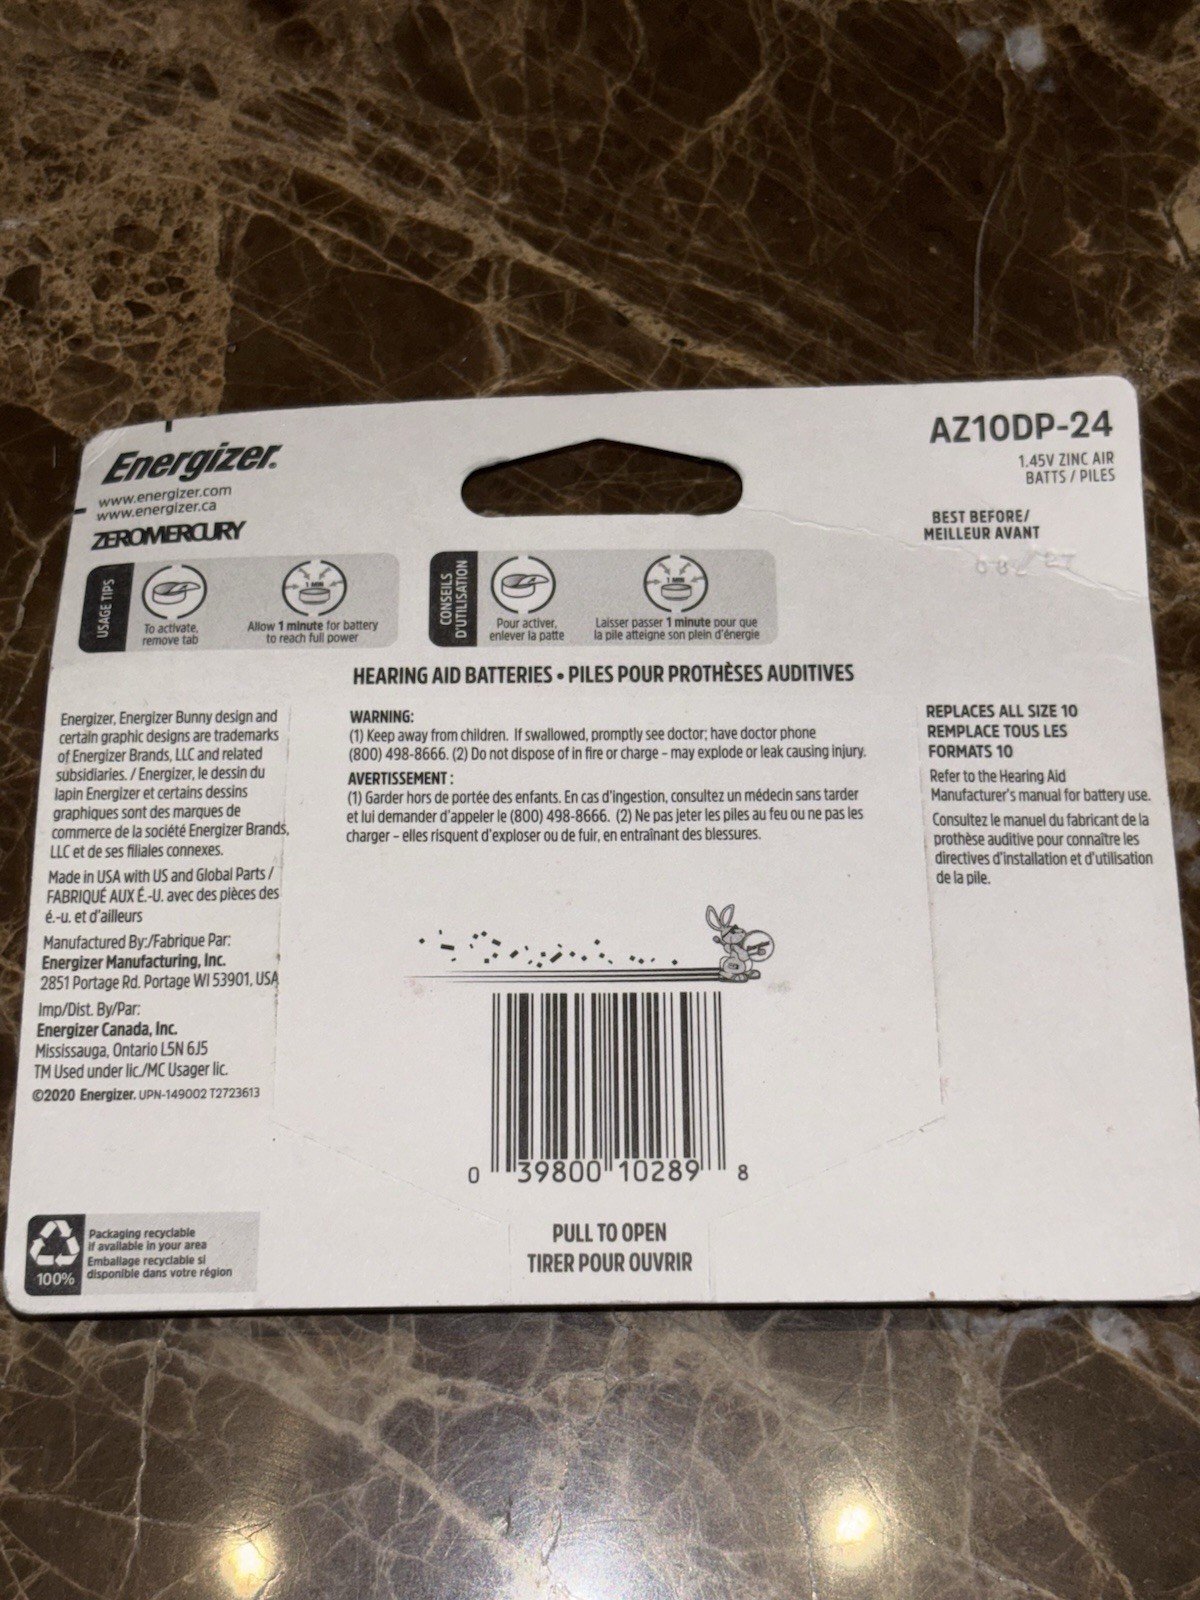 Energizer.
www.energizer.com
www.energizer.ca
ZEROMERCURY
AZ10DP-24
1.45V ZINC AIR
BATTS / PILES
BEST BEFORE/
MEILLEUR AVANT
USAGE TIPS
To activate,
remove tab
1 MIN
Allow 1 minute for battery
to reach full power
CONSEILS
D'UTILISATION
Pour activer,
enlever la patte
1 MIN
Laisser passer 1 minute pour que
la pile atteigne son plein d'énergie
HEARING AID BATTERIES • PILES POUR PROTHÈSES AUDITIVES
Energizer, Energizer Bunny design and
certain graphic designs are trademarks
of Energizer Brands, LLC and related
subsidiaries. / Energizer, le dessin du
lapin Energizer et certains dessins
graphiques sont des marques de
commerce de la société Energizer Brands,
LLC et de ses filiales connexes.
Made in USA with US and Global Parts /
FABRIQUÉ AUX É.-U. avec des pièces des
é.-u. et d'ailleurs
Manufactured By:/Fabrique Par:
Energizer Manufacturing, Inc.
2851 Portage Rd. Portage WI 53901, USA
Imp/Dist. By/Par:
Energizer Canada, Inc.
Mississauga, Ontario L5N 6J5
TM Used under lic./MC Usager lic.
©2020 Energizer. UPN-149002 T2723613
WARNING:
(1) Keep away from children. If swallowed, promptly see doctor; have doctor phone
(800) 498-8666. (2) Do not dispose of in fire or charge – may explode or leak causing injury.
AVERTISSEMENT :
(1) Garder hors de portée des enfants. En cas d'ingestion, consultez un médecin sans tarder
et lui demander d'appeler le (800) 498-8666. (2) Ne pas jeter les piles au feu ou ne pas les
charger – elles risquent d'exploser ou de fuir, en entraînant des blessures.
REPLACES ALL SIZE 10
REMPLACE TOUS LES
FORMATS 10
Refer to the Hearing Aid
Manufacturer's manual for battery use.
Consultez le manuel du fabricant de la
prothèse auditive pour connaître les
directives d'installation et d'utilisation
de la pile.
0 39800 10289 8
PULL TO OPEN
TIRER POUR OUVRIR
100%
Packaging recyclable
if available in your area
Emballage recyclable si
disponible dans votre région